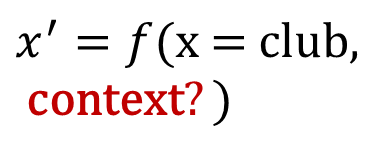 x′ = f(x = club,
context? )